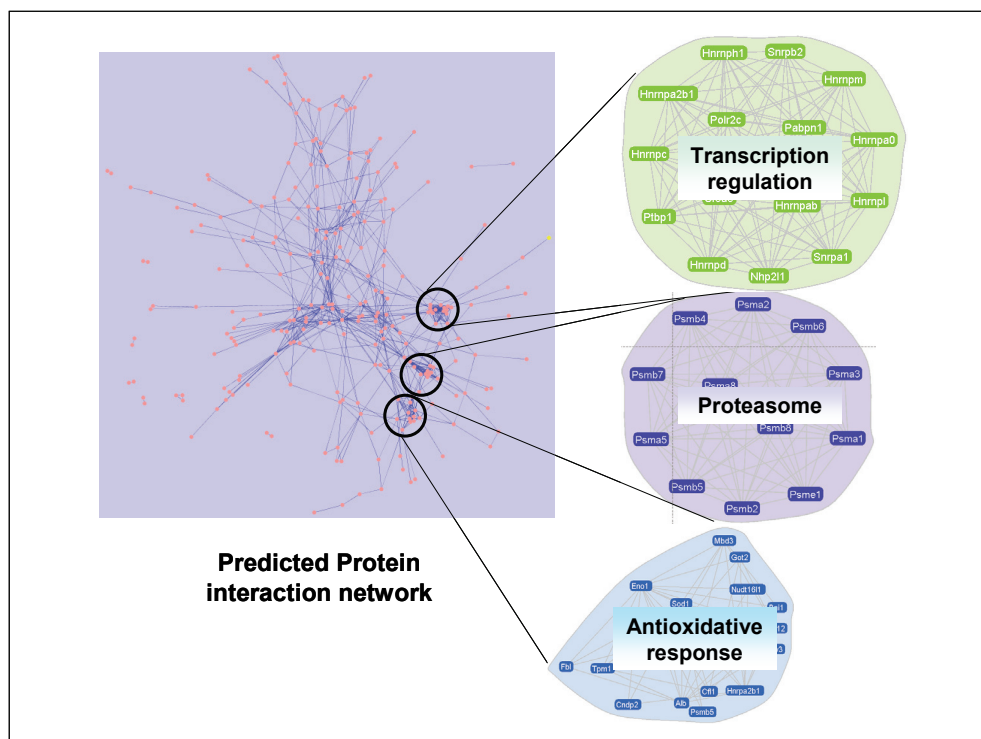 Hnrnph1
Snrpb2
Hnrnpm
Hnrnpa2b1
Polr2c
Pabpn1
Hnrnpa0
Hnrnpc
Transcription
regulation
Hnrnpl
Hnrnpab
Ptbp1
Snrpa1
Hnrnpd
Nhp2l1
Psma2
Psmb4
Psmb6
Psmb7
Psma3
Psma8
Proteasome
Psmb8
Psma5
Psma1
Psmb5
Psme1
Psmb2
Predicted Protein
interaction network
Mbd3
Got2
Eno1
Nudt16l1
Sod1
Antioxidative
response
Fbl
Tpm1
Cfl1
Hnrpa2b1
Cndp2
Alb
Psmb5